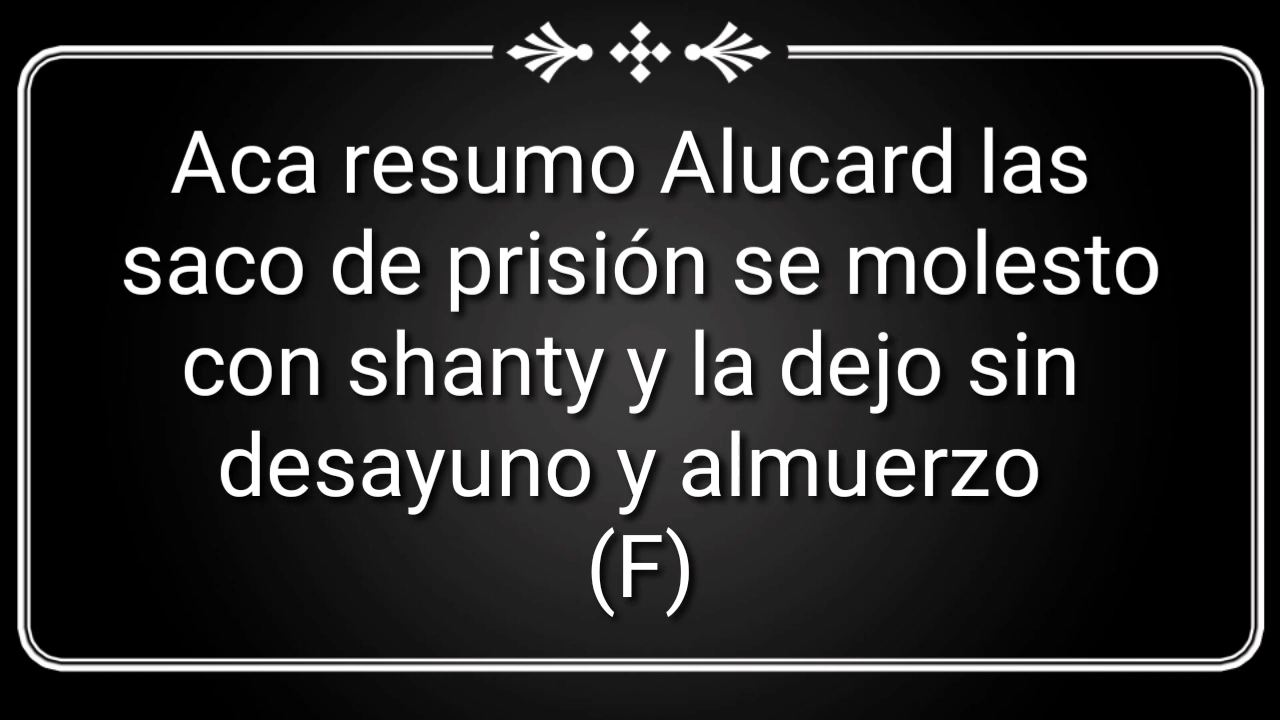 Aca resumo Alucard las
saco de prisión se molesto
con shanty y la dejo sin
desayuno y almuerzo
(F)